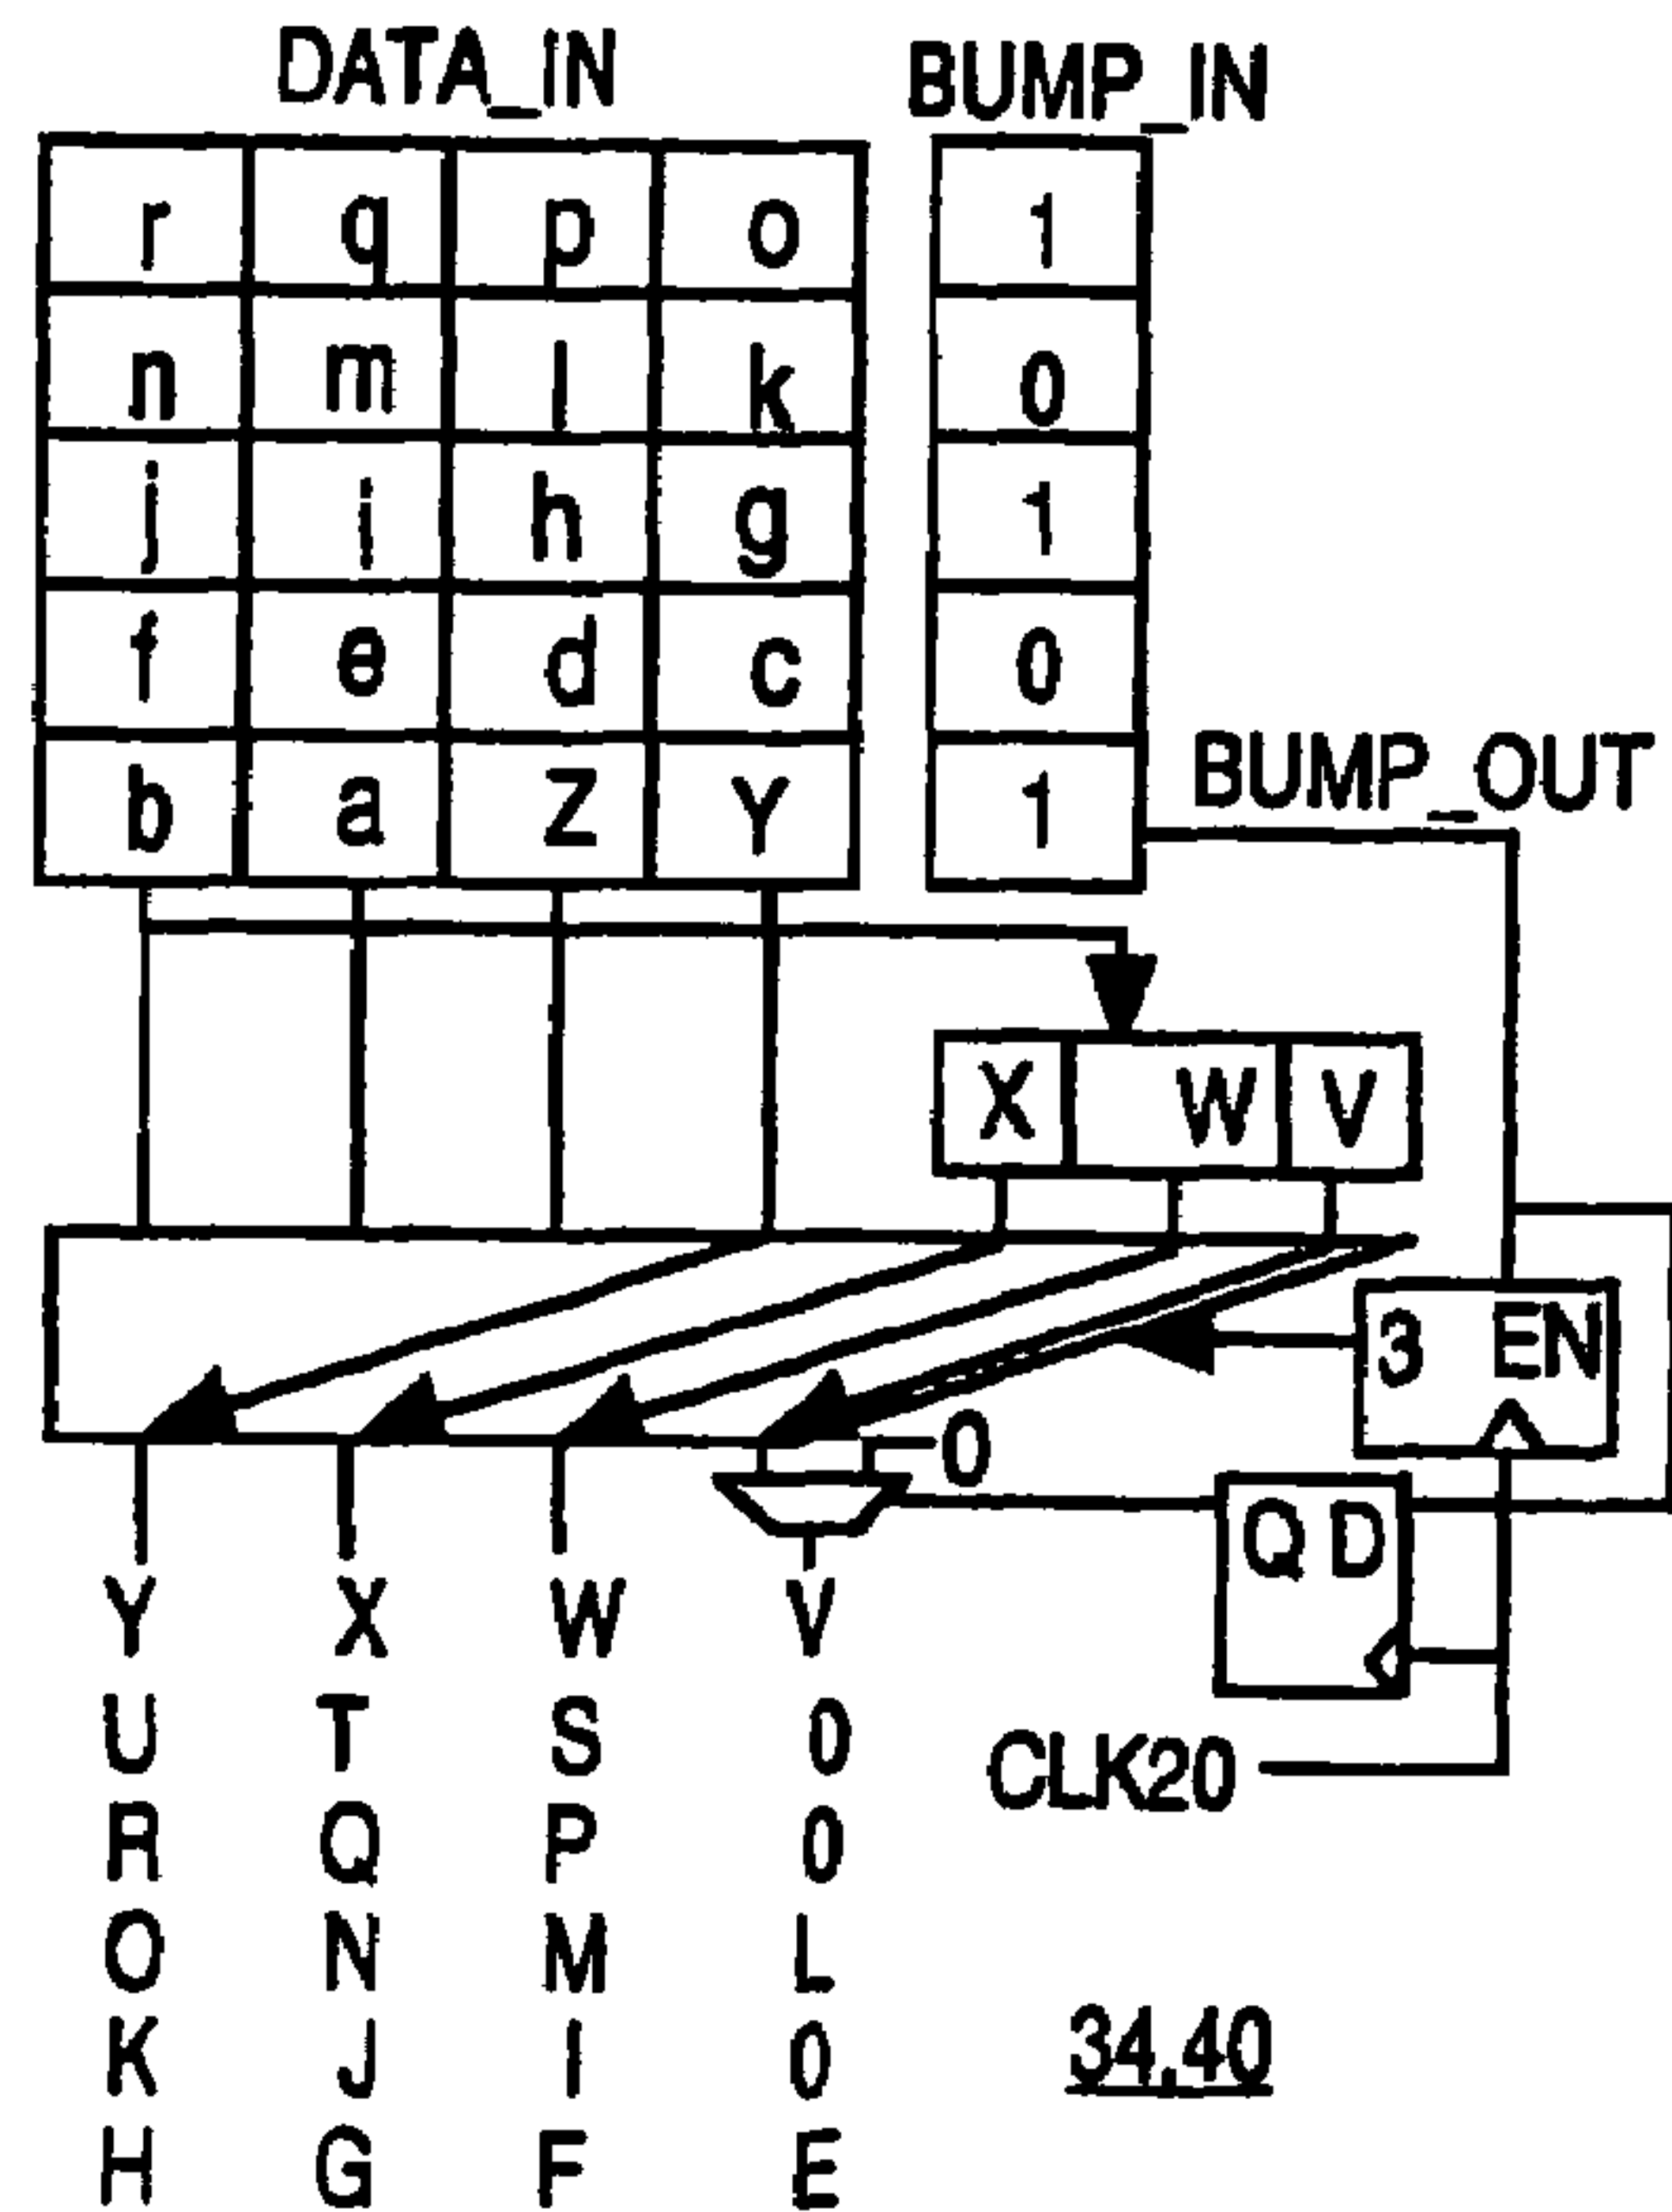 DATA_IN BUMP_IN
r q p o 1
n m l k 0
j i h g 1
f e d c 0
b a Z Y 1
BUMP_OUT
X W V
3 EN
0
Q D
Y X W V
U T S 0
CLK20
R Q P 0
O N M L
K J I 0
34,40
H G F E